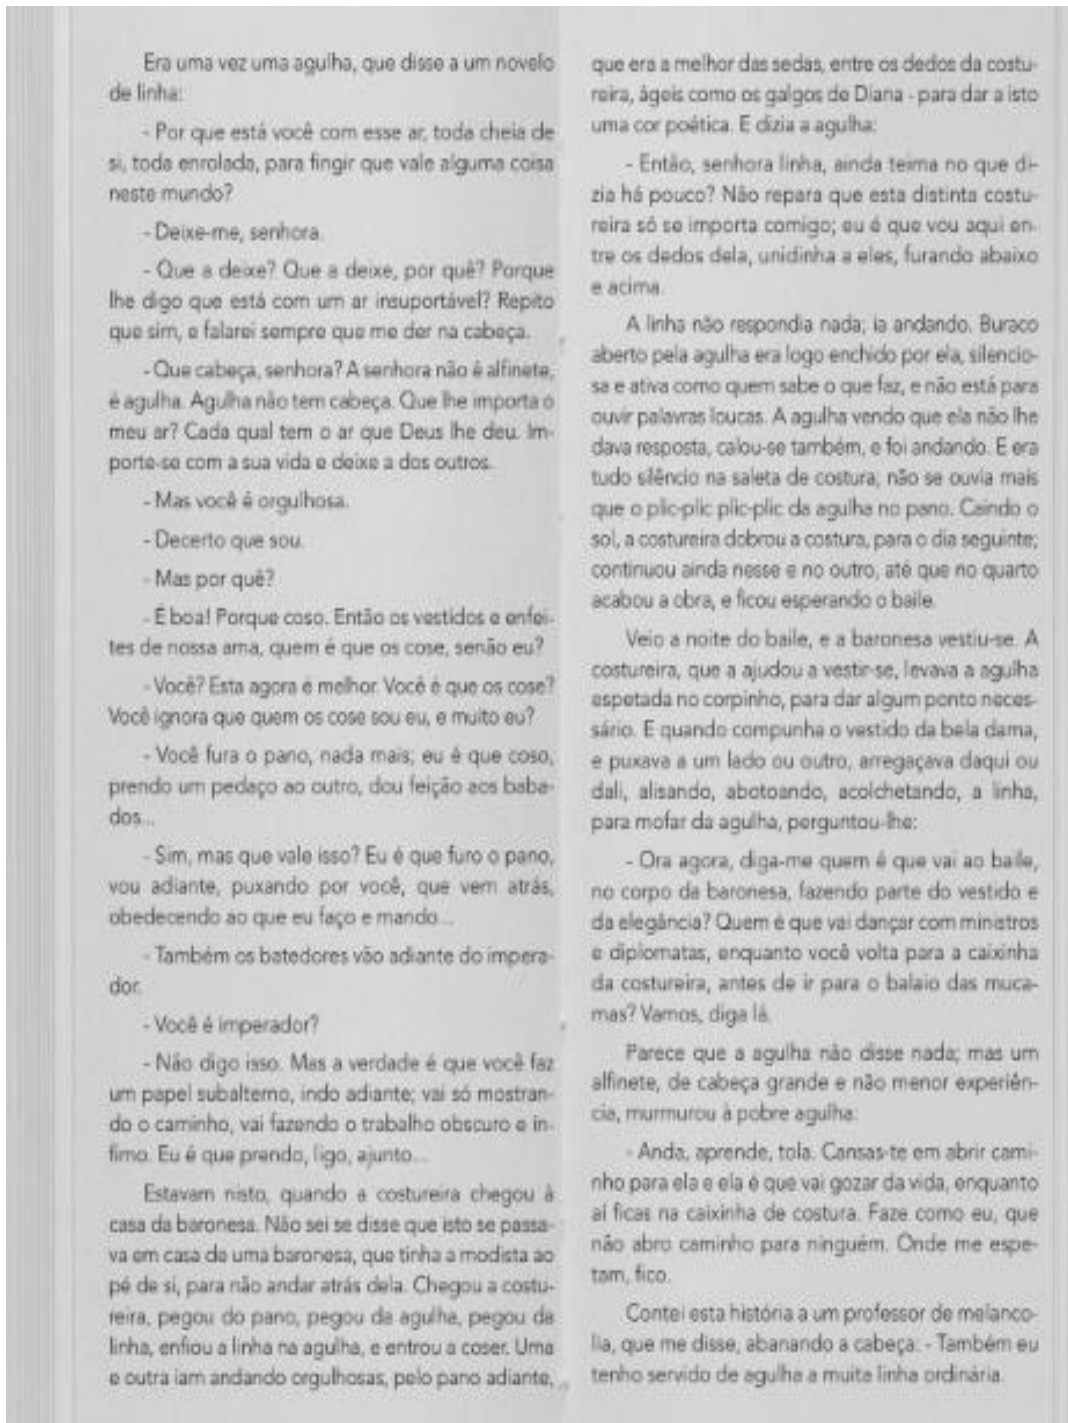 Era uma vez uma agulha, que disse a um novelo
de linha:
- Por que está você com esse ar, toda cheia de
si, toda enrolada, para fingir que vale alguma coisa
neste mundo?
- Deixe-me, senhora.
- Que a deixe? Que a deixe, por quê? Porque
lhe digo que está com um ar insuportável? Repito
que sim, e falarei sempre que me der na cabeça.
- Que cabeça, senhora? A senhora não é alfinete,
é agulha. Agulha não tem cabeça. Que lhe importa o
meu ar? Cada qual tem o ar que Deus lhe deu. Im-
porte-se com a sua vida e deixe a dos outros.
- Mas você é orgulhosa.
- Decerto que sou.
- Mas por quê?
- É boa! Porque coso. Então os vestidos e enfei-
tes de nossa ama, quem é que os cose, senão eu?
- Você? Esta agora é melhor. Você é que os cose?
Você ignora que quem os cose sou eu, e muito eu?
- Você fura o pano, nada mais; eu é que coso,
prendo um pedaço ao outro, dou feição aos baba-
dos...
- Sim, mas que vale isso? Eu é que furo o pano,
vou adiante, puxando por você, que vem atrás,
obedecendo ao que eu faço e mando...
- Também os batedores vão adiante do impera-
dor.
- Você é imperador?
- Não digo isso. Mas a verdade é que você faz
um papel subalterno, indo adiante; vai só mostran-
do o caminho, vai fazendo o trabalho obscuro e ín-
fimo. Eu é que prendo, ligo, ajunto...
Estavam nisto, quando a costureira chegou à
casa da baronesa. Não sei se disse que isto se passa-
va em casa de uma baronesa, que tinha a modista ao
pé de si, para não andar atrás dela. Chegou a costu-
reira, pegou do pano, pegou da agulha, pegou da
linha, enfiou a linha na agulha, e entrou a coser. Uma
e outra iam andando orgulhosas, pelo pano adiante,
que era a melhor das sedas, entre os dedos da costu-
reira, ágeis como os galgos de Diana - para dar a isto
uma cor poética. E dizia a agulha:
- Então, senhora linha, ainda teima no que di-
zia há pouco? Não repara que esta distinta costu-
reira só se importa comigo; eu é que vou aqui en-
tre os dedos dela, unidinha a eles, furando abaixo
e acima.
A linha não respondia nada; ia andando. Buraco
aberto pela agulha era logo enchido por ela, silencio-
sa e ativa como quem sabe o que faz, e não está para
ouvir palavras loucas. A agulha vendo que ela não lhe
dava resposta, calou-se também, e foi andando. E era
tudo silêncio na saleta de costura; não se ouvia mais
que o plic-plic plic-plic da agulha no pano. Caindo o
sol, a costureira dobrou a costura, para o dia seguinte;
continuou ainda nesse e no outro, até que no quarto
acabou a obra, e ficou esperando o baile.
Veio a noite do baile, e a baronesa vestiu-se. A
costureira, que a ajudou a vestir-se, levava a agulha
espetada no corpinho, para dar algum ponto neces-
sário. E quando compunha o vestido da bela dama,
e puxava a um lado ou outro, arregaçava daqui ou
dali, alisando, abotoando, acolchetando, a linha,
para mofar da agulha, perguntou-lhe:
- Ora agora, diga-me quem é que vai ao baile,
no corpo da baronesa, fazendo parte do vestido e
da elegância? Quem é que vai dançar com ministros
e diplomatas, enquanto você volta para a caixinha
da costureira, antes de ir para o balaio das muca-
mas? Vamos, diga lá.
Parece que a agulha não disse nada; mas um
alfinete, de cabeça grande e não menor experiên-
cia, murmurou à pobre agulha:
- Anda, aprende, tola. Cansas-te em abrir cami-
nho para ela e ela é que vai gozar da vida, enquanto
aí ficas na caixinha de costura. Faze como eu, que
não abro caminho para ninguém. Onde me espe-
tam, fico.
Contei esta história a um professor de melanco-
lia, que me disse, abanando a cabeça: - Também eu
tenho servido de agulha a muita linha ordinária.